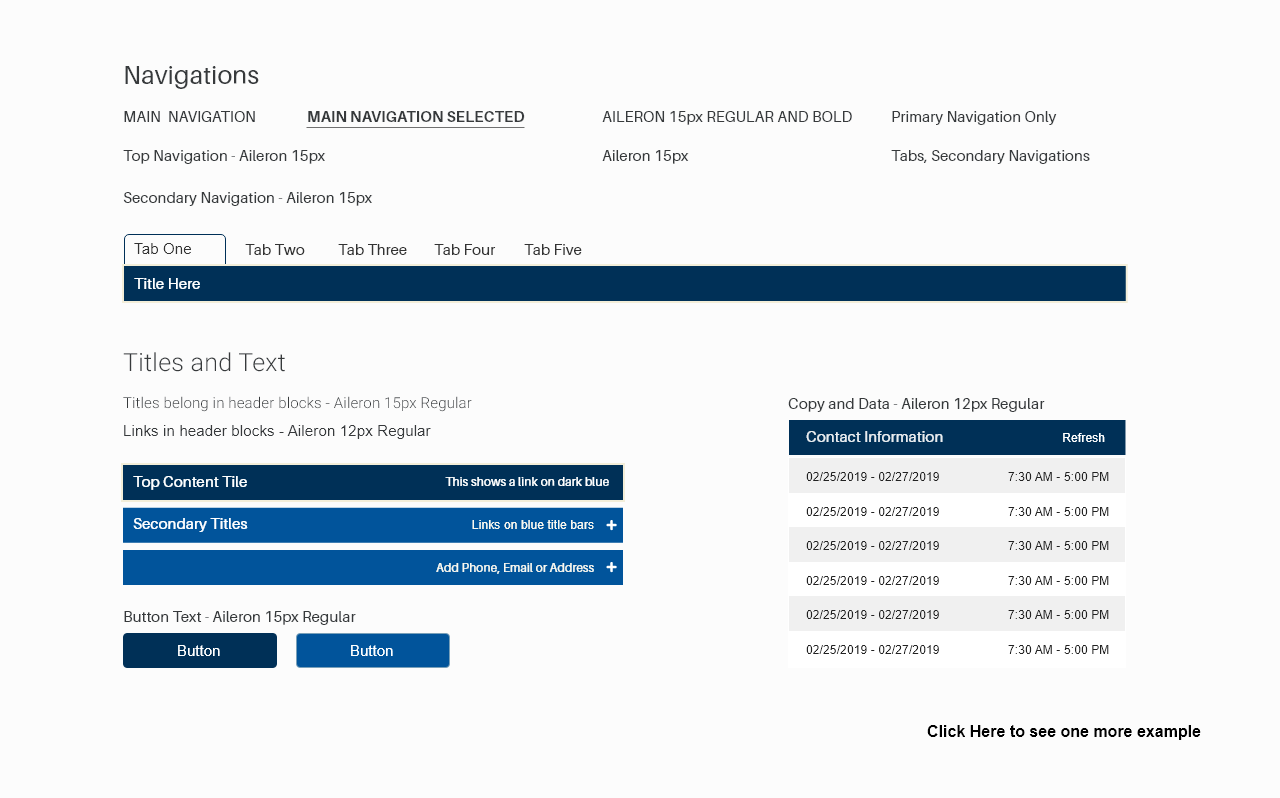 Navigations
MAIN  NAVIGATION MAIN NAVIGATION SELECTED AILERON 15px REGULAR AND BOLD Primary Navigation Only
Top Navigation - Aileron 15px Aileron 15px Tabs, Secondary Navigations
Secondary Navigation - Aileron 15px
Tab One Tab Two Tab Three Tab Four Tab Five
Title Here
Titles and Text
Titles belong in header blocks - Aileron 15px Regular
Links in header blocks - Aileron 12px Regular
Top Content Tile This shows a link on dark blue
Secondary Titles Links on blue title bars +
Add Phone, Email or Address +
Button Text - Aileron 15px Regular
Button Button
Copy and Data - Aileron 12px Regular
Contact Information Refresh
02/25/2019 - 02/27/2019 7:30 AM - 5:00 PM
02/25/2019 - 02/27/2019 7:30 AM - 5:00 PM
02/25/2019 - 02/27/2019 7:30 AM - 5:00 PM
02/25/2019 - 02/27/2019 7:30 AM - 5:00 PM
02/25/2019 - 02/27/2019 7:30 AM - 5:00 PM
02/25/2019 - 02/27/2019 7:30 AM - 5:00 PM
Click Here to see one more example